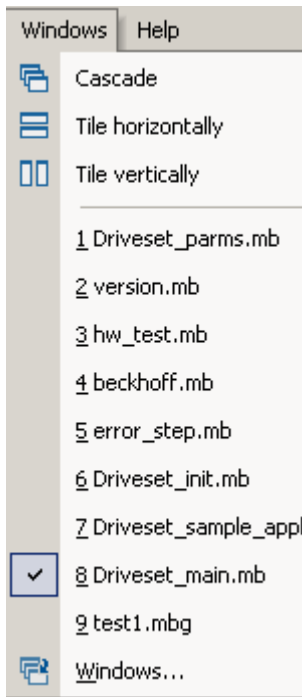 Windows Help
Cascade
Tile horizontally
Tile vertically
1 Driveset_parms.mb
2 version.mb
3 hw_test.mb
4 beckhoff.mb
5 error_step.mb
6 Driveset_init.mb
7 Driveset_sample_appl
8 Driveset_main.mb
9 test1.mbg
Windows...